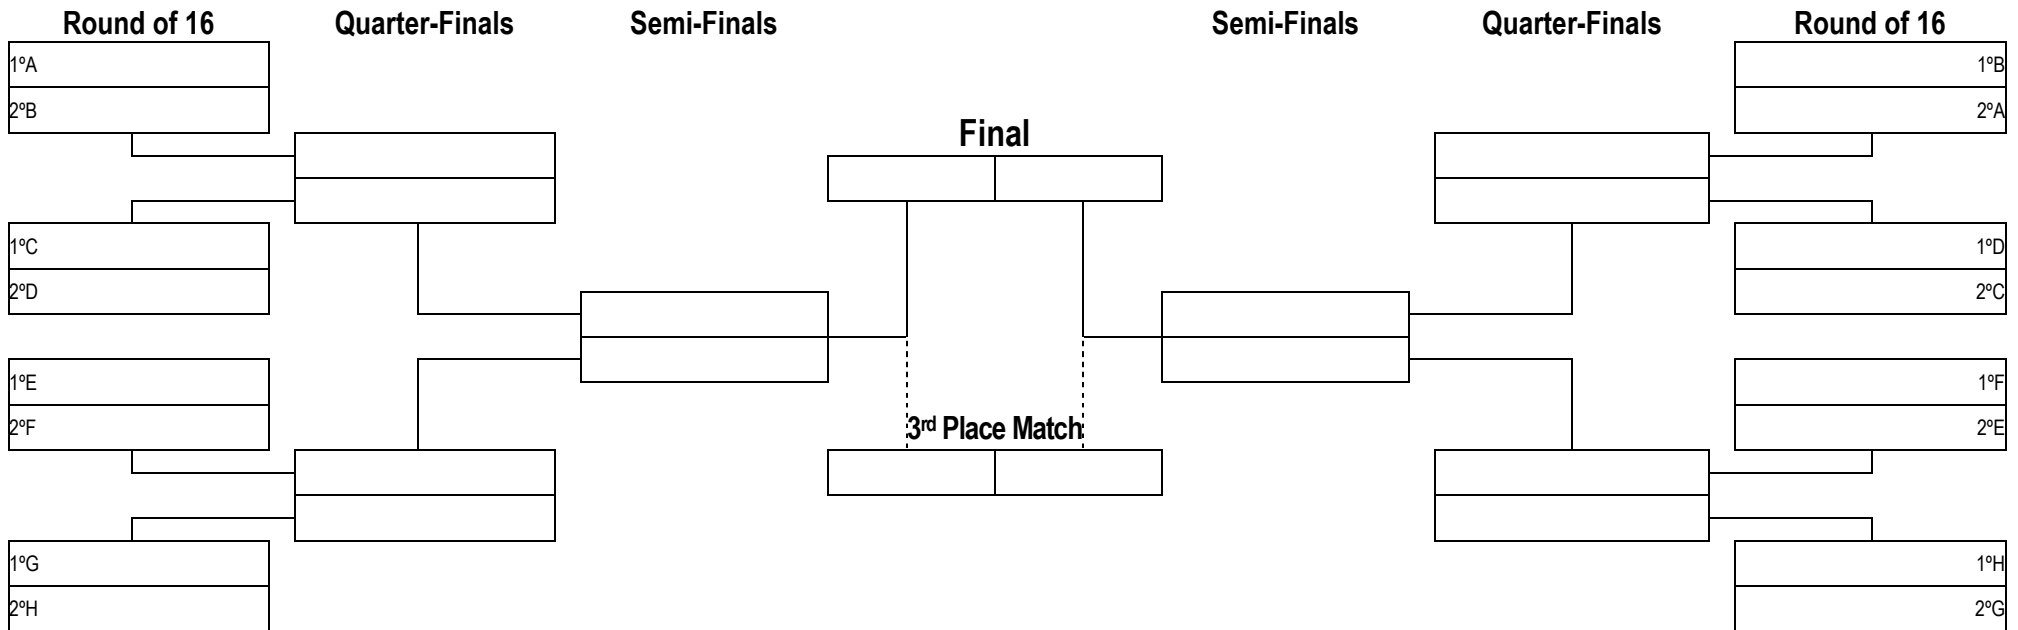 Round of 16 Quarter-Finals Semi-Finals Semi-Finals Quarter-Finals Round of 16
1ºA 1ºB
2ºB 2ºA
Final
1ºC 1ºD
2ºD 2ºC
1ºE 1ºF
2ºF 2ºE
3rd Place Match
1ºG 1ºH
2ºH 2ºG